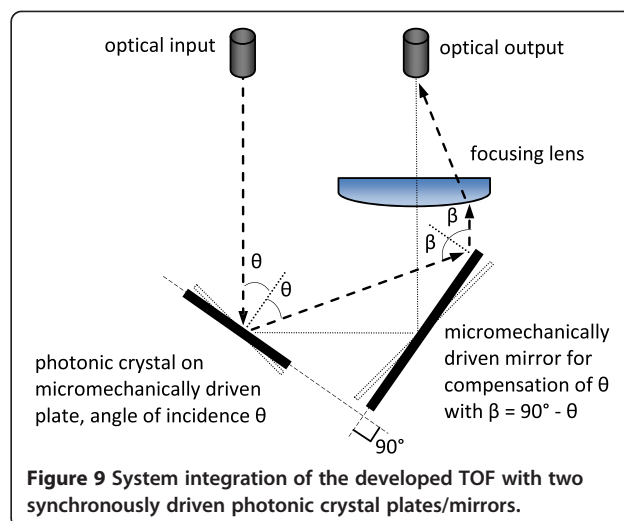 optical input
optical output
focusing lens
β
β
θ
θ
photonic crystal on
micromechanically driven
plate, angle of incidence θ
micromechanically
driven mirror for
compensation of θ
with β = 90° - θ
90°
Figure 9 System integration of the developed TOF with two
synchronously driven photonic crystal plates/mirrors.